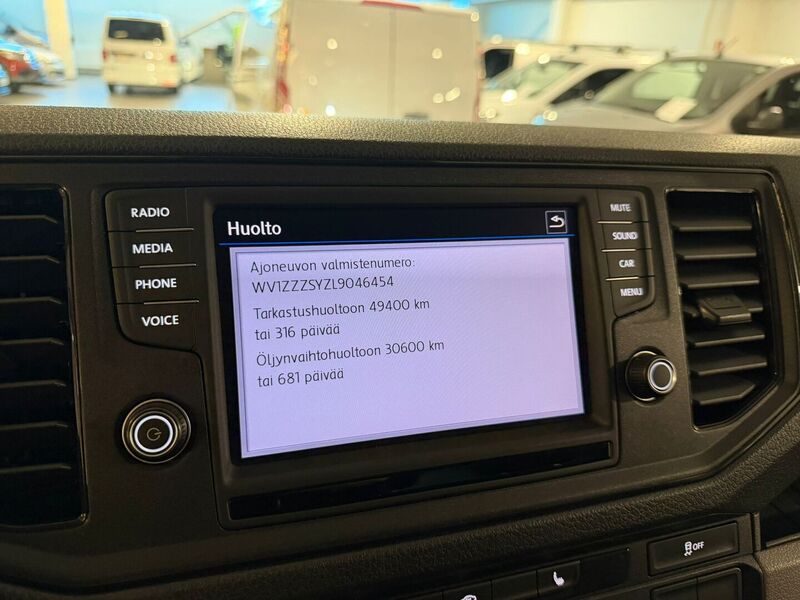 RADIO
MEDIA
PHONE
VOICE
Huolto
Ajoneuvon valmistenumero:
WV1ZZZSYZL9046454
Tarkastushuoltoon 49400 km
tai 316 päivää
Öljynvaihtohuoltoon 30600 km
tai 681 päivää
MUTE
SOUND
CAR
MENU
OFF